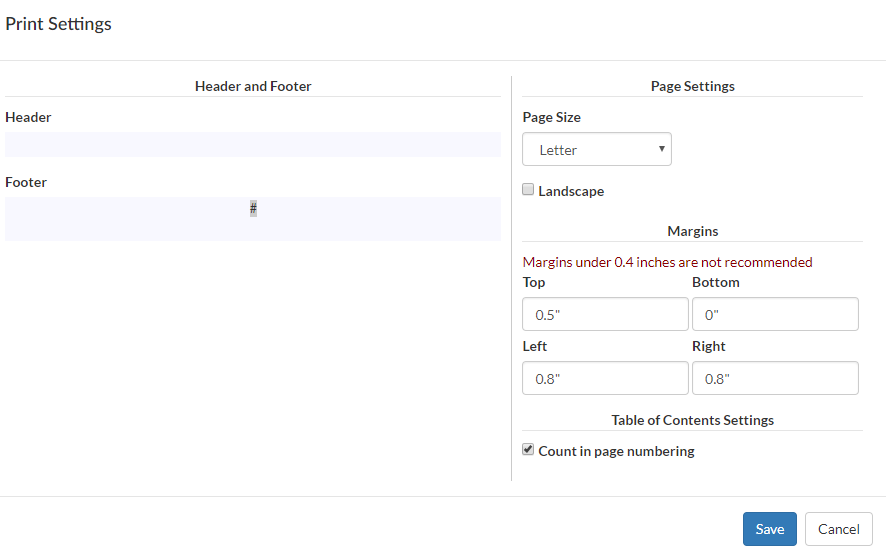 Print Settings
Header and Footer
Header
Footer
#
Page Settings
Page Size
Letter
Landscape
Margins
Margins under 0.4 inches are not recommended
Top Bottom
0.5" 0"
Left Right
0.8" 0.8"
Table of Contents Settings
Count in page numbering
Save Cancel